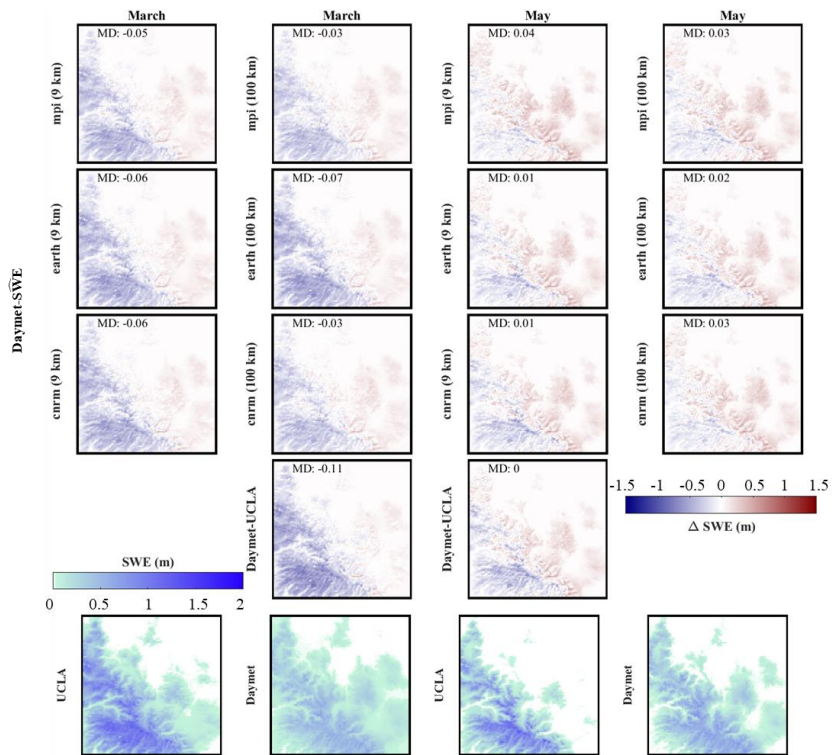 March March May May
MD: -0.05 MD: -0.03 MD: 0.04 MD: 0.03
mpi (9 km) mpi (100 km) mpi (9 km) mpi (100 km)
MD: -0.06 MD: -0.07 MD: 0.01 MD: 0.02
earth (9 km) earth (100 km) earth (9 km) earth (100 km)
Daymet-SŴE
MD: -0.06 MD: -0.03 MD: 0.01 MD: 0.03
cnrm (9 km) cnrm (100 km) cnrm (9 km) cnrm (100 km)
MD: -0.11 MD: 0
Daymet-UCLA Daymet-UCLA
-1.5 -1 -0.5 0 0.5 1 1.5
Δ SWE (m)
SWE (m)
0 0.5 1 1.5 2
UCLA Daymet UCLA Daymet